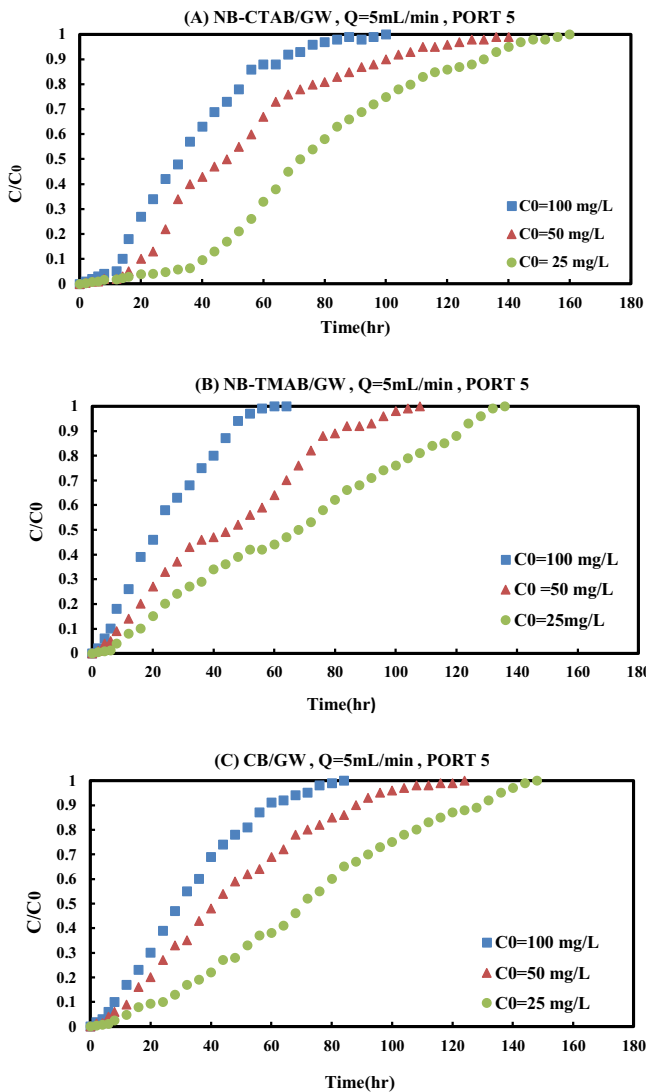 (A) NB-CTAB/GW , Q=5mL/min , PORT 5
1
0.9
0.8
0.7
0.6
0.5
0.4
0.3
0.2
0.1
0
C/C0
C0=100 mg/L
C0=50 mg/L
C0= 25 mg/L
0 20 40 60 80 100 120 140 160 180
Time(hr)
(B) NB-TMAB/GW , Q=5mL/min , PORT 5
1
0.9
0.8
0.7
0.6
0.5
0.4
0.3
0.2
0.1
0
C/C0
C0=100 mg/L
C0 =50 mg/L
C0=25mg/L
0 20 40 60 80 100 120 140 160 180
Time(hr)
(C) CB/GW , Q=5mL/min , PORT 5
1
0.9
0.8
0.7
0.6
0.5
0.4
0.3
0.2
0.1
0
C/C0
C0=100 mg/L
C0=50 mg/L
C0=25 mg/L
0 20 40 60 80 100 120 140 160 180
Time(hr)